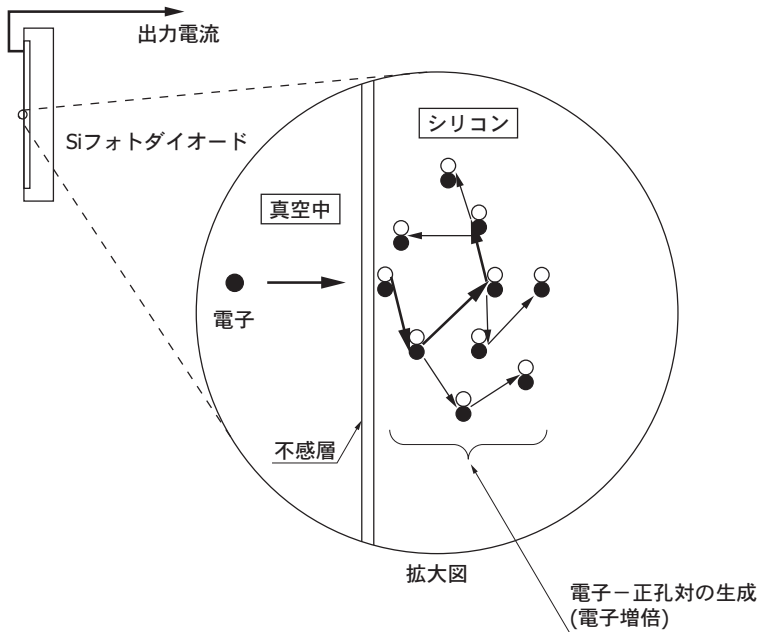 出力電流
Siフォトダイオード
シリコン
真空中
電子
不感層
拡大図
電子－正孔対の生成
(電子増倍)